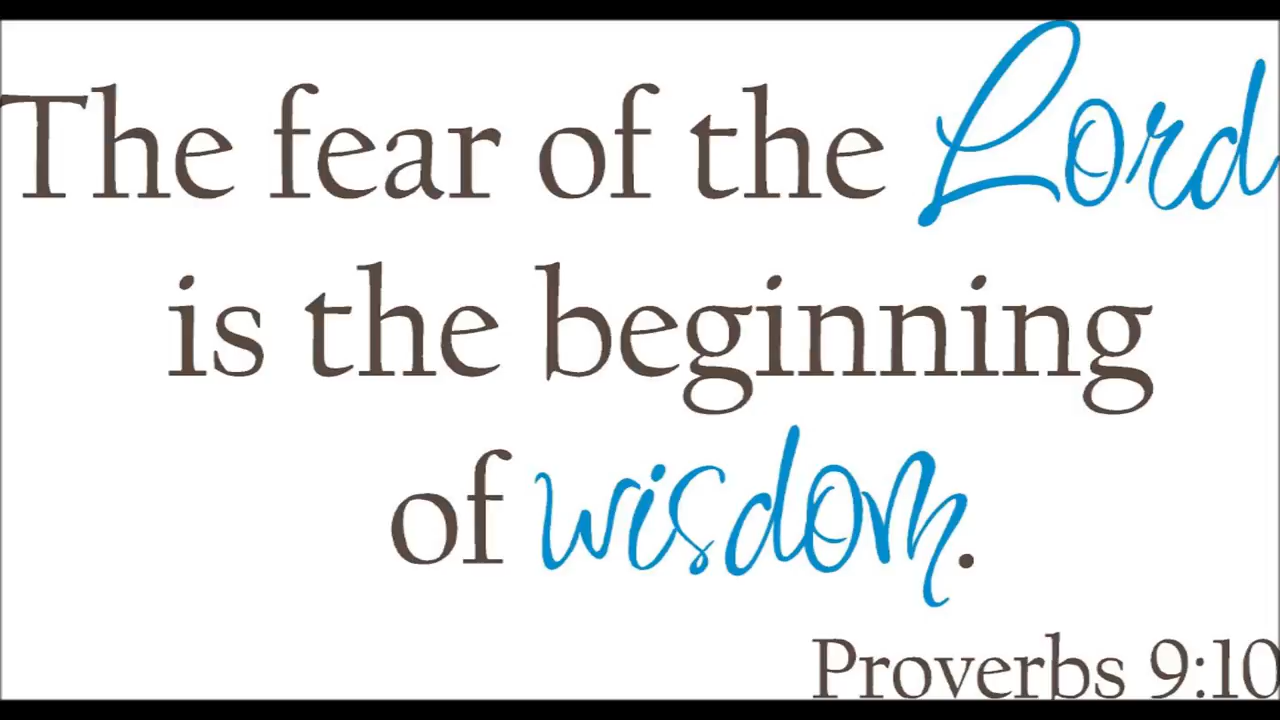 The fear of the Lord
is the beginning
of wisdom.
Proverbs 9:10